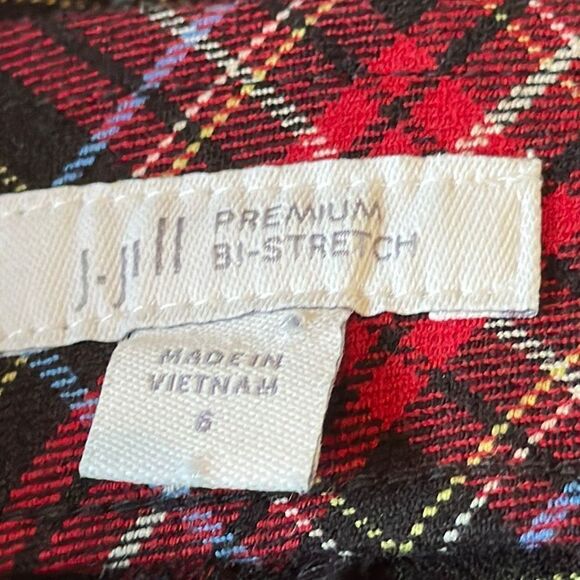 J.Jill PREMIUM
BI-STRETCH
MADE IN
VIETNAM
6